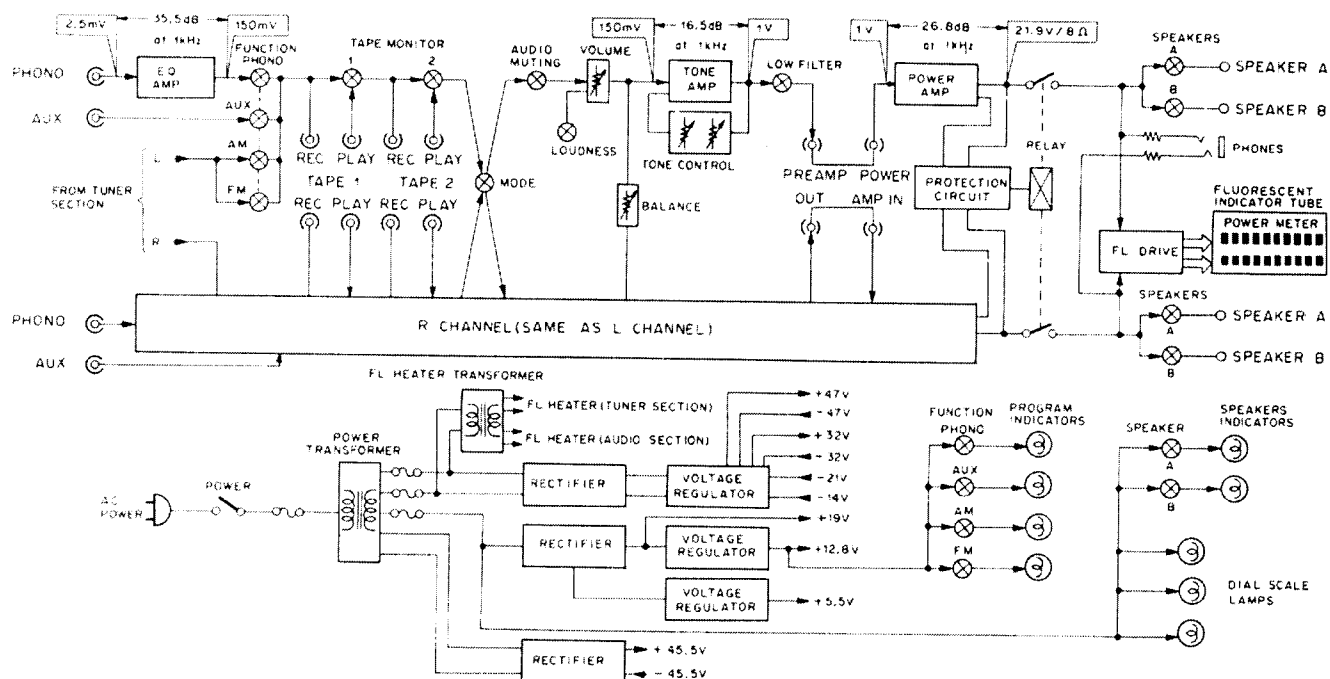 2.5mV
35.5dB
at 1kHz
150mV
FUNCTION
PHONO
TAPE MONITOR
1
2
AUDIO
MUTING
VOLUME
150mV
16.5dB
at 1kHz
1V
LOW FILTER
1V
26.8dB
at 1kHz
21.9V/8Ω
SPEAKERS
A
B
SPEAKER A
SPEAKER B
PHONO
EQ
AMP
AUX
AUX
L
AM
FM
FROM TUNER
SECTION
R
REC PLAY
TAPE 1
REC PLAY
REC PLAY
TAPE 2
REC PLAY
MODE
LOUDNESS
TONE
AMP
TONE CONTROL
BALANCE
PREAMP
OUT
POWER
AMP IN
POWER
AMP
PROTECTION
CIRCUIT
RELAY
PHONES
FLUORESCENT
INDICATOR TUBE
POWER METER
FL DRIVE
PHONO
AUX
R CHANNEL(SAME AS L CHANNEL)
SPEAKERS
A
B
SPEAKER A
SPEAKER B
FL HEATER TRANSFORMER
FL HEATER(TUNER SECTION)
FL HEATER(AUDIO SECTION)
POWER
TRANSFORMER
AC
POWER
POWER
RECTIFIER
VOLTAGE
REGULATOR
+47V
-47V
+32V
-32V
-21V
-14V
RECTIFIER
+19V
VOLTAGE
REGULATOR
+12.8V
VOLTAGE
REGULATOR
+5.5V
RECTIFIER
+45.5V
-45.5V
FUNCTION
PHONO
AUX
AM
FM
PROGRAM
INDICATORS
SPEAKER
A
B
SPEAKERS
INDICATORS
DIAL SCALE
LAMPS